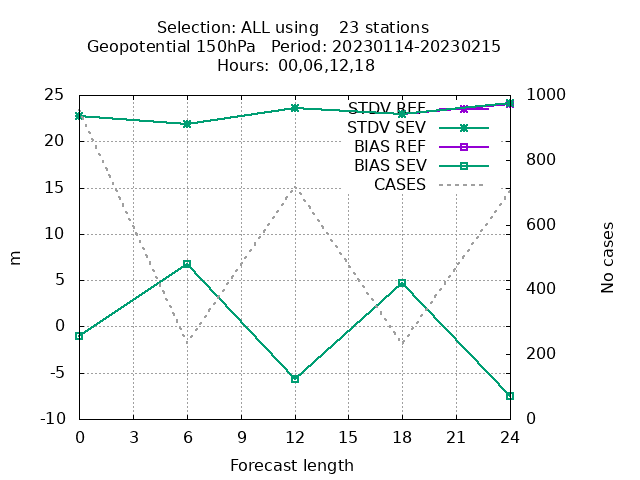 Selection: ALL using    23 stations
Geopotential 150hPa   Period: 20230114-20230215
Hours:  00,06,12,18
25
20
15
10
5
0
-5
-10
m
1000
800
600
400
200
0
No cases
STDV REF
STDV SEV
BIAS REF
BIAS SEV
CASES
0 3 6 9 12 15 18 21 24
Forecast length